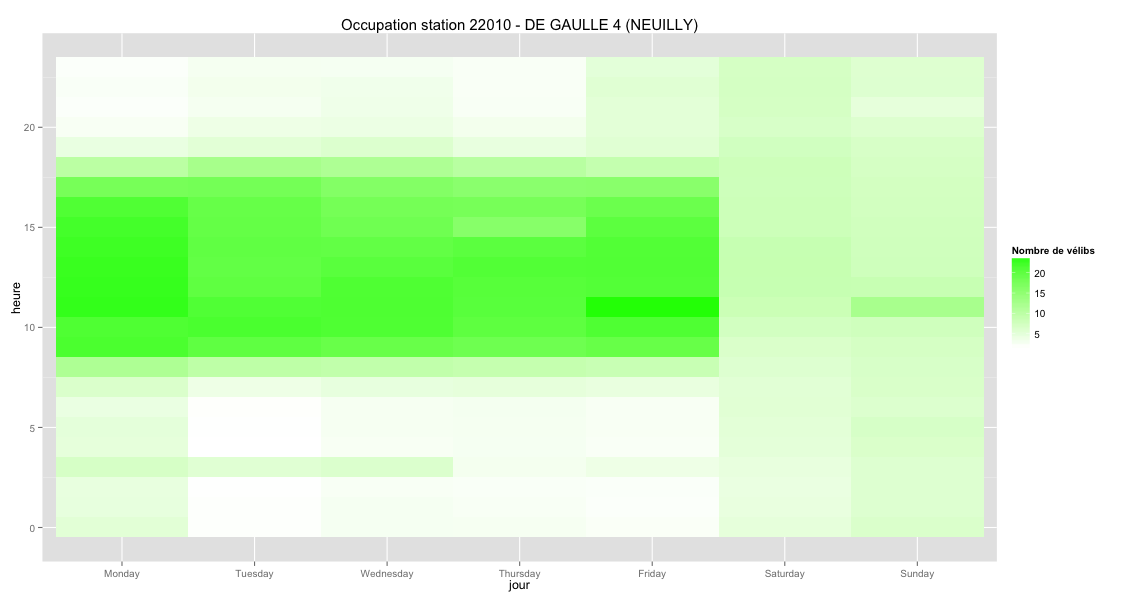 Occupation station 22010 - DE GAULLE 4 (NEUILLY)
20
15
10
5
0
heure
Monday Tuesday Wednesday Thursday Friday Saturday Sunday
jour
Nombre de vélibs
20
15
10
5